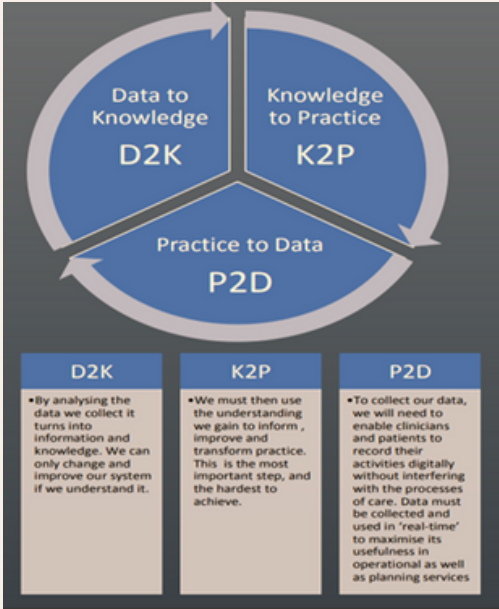 Data to
Knowledge
D2K
Knowledge
to Practice
K2P
Practice to Data
P2D
D2K
•By analysing the
data we collect it
turns into
information and
knowledge. We can
only change and
improve our system
if we understand it.
K2P
•We must then use
the understanding
we gain to inform ,
improve and
transform practice.
This is the most
important step, and
the hardest to
achieve.
P2D
•To collect our data,
we will need to
enable clinicians
and patients to
record their
activities digitally
without interfering
with the processes
of care. Data must
be collected and
used in ‘real-time’
to maximise its
usefulness in
operational as well
as planning services